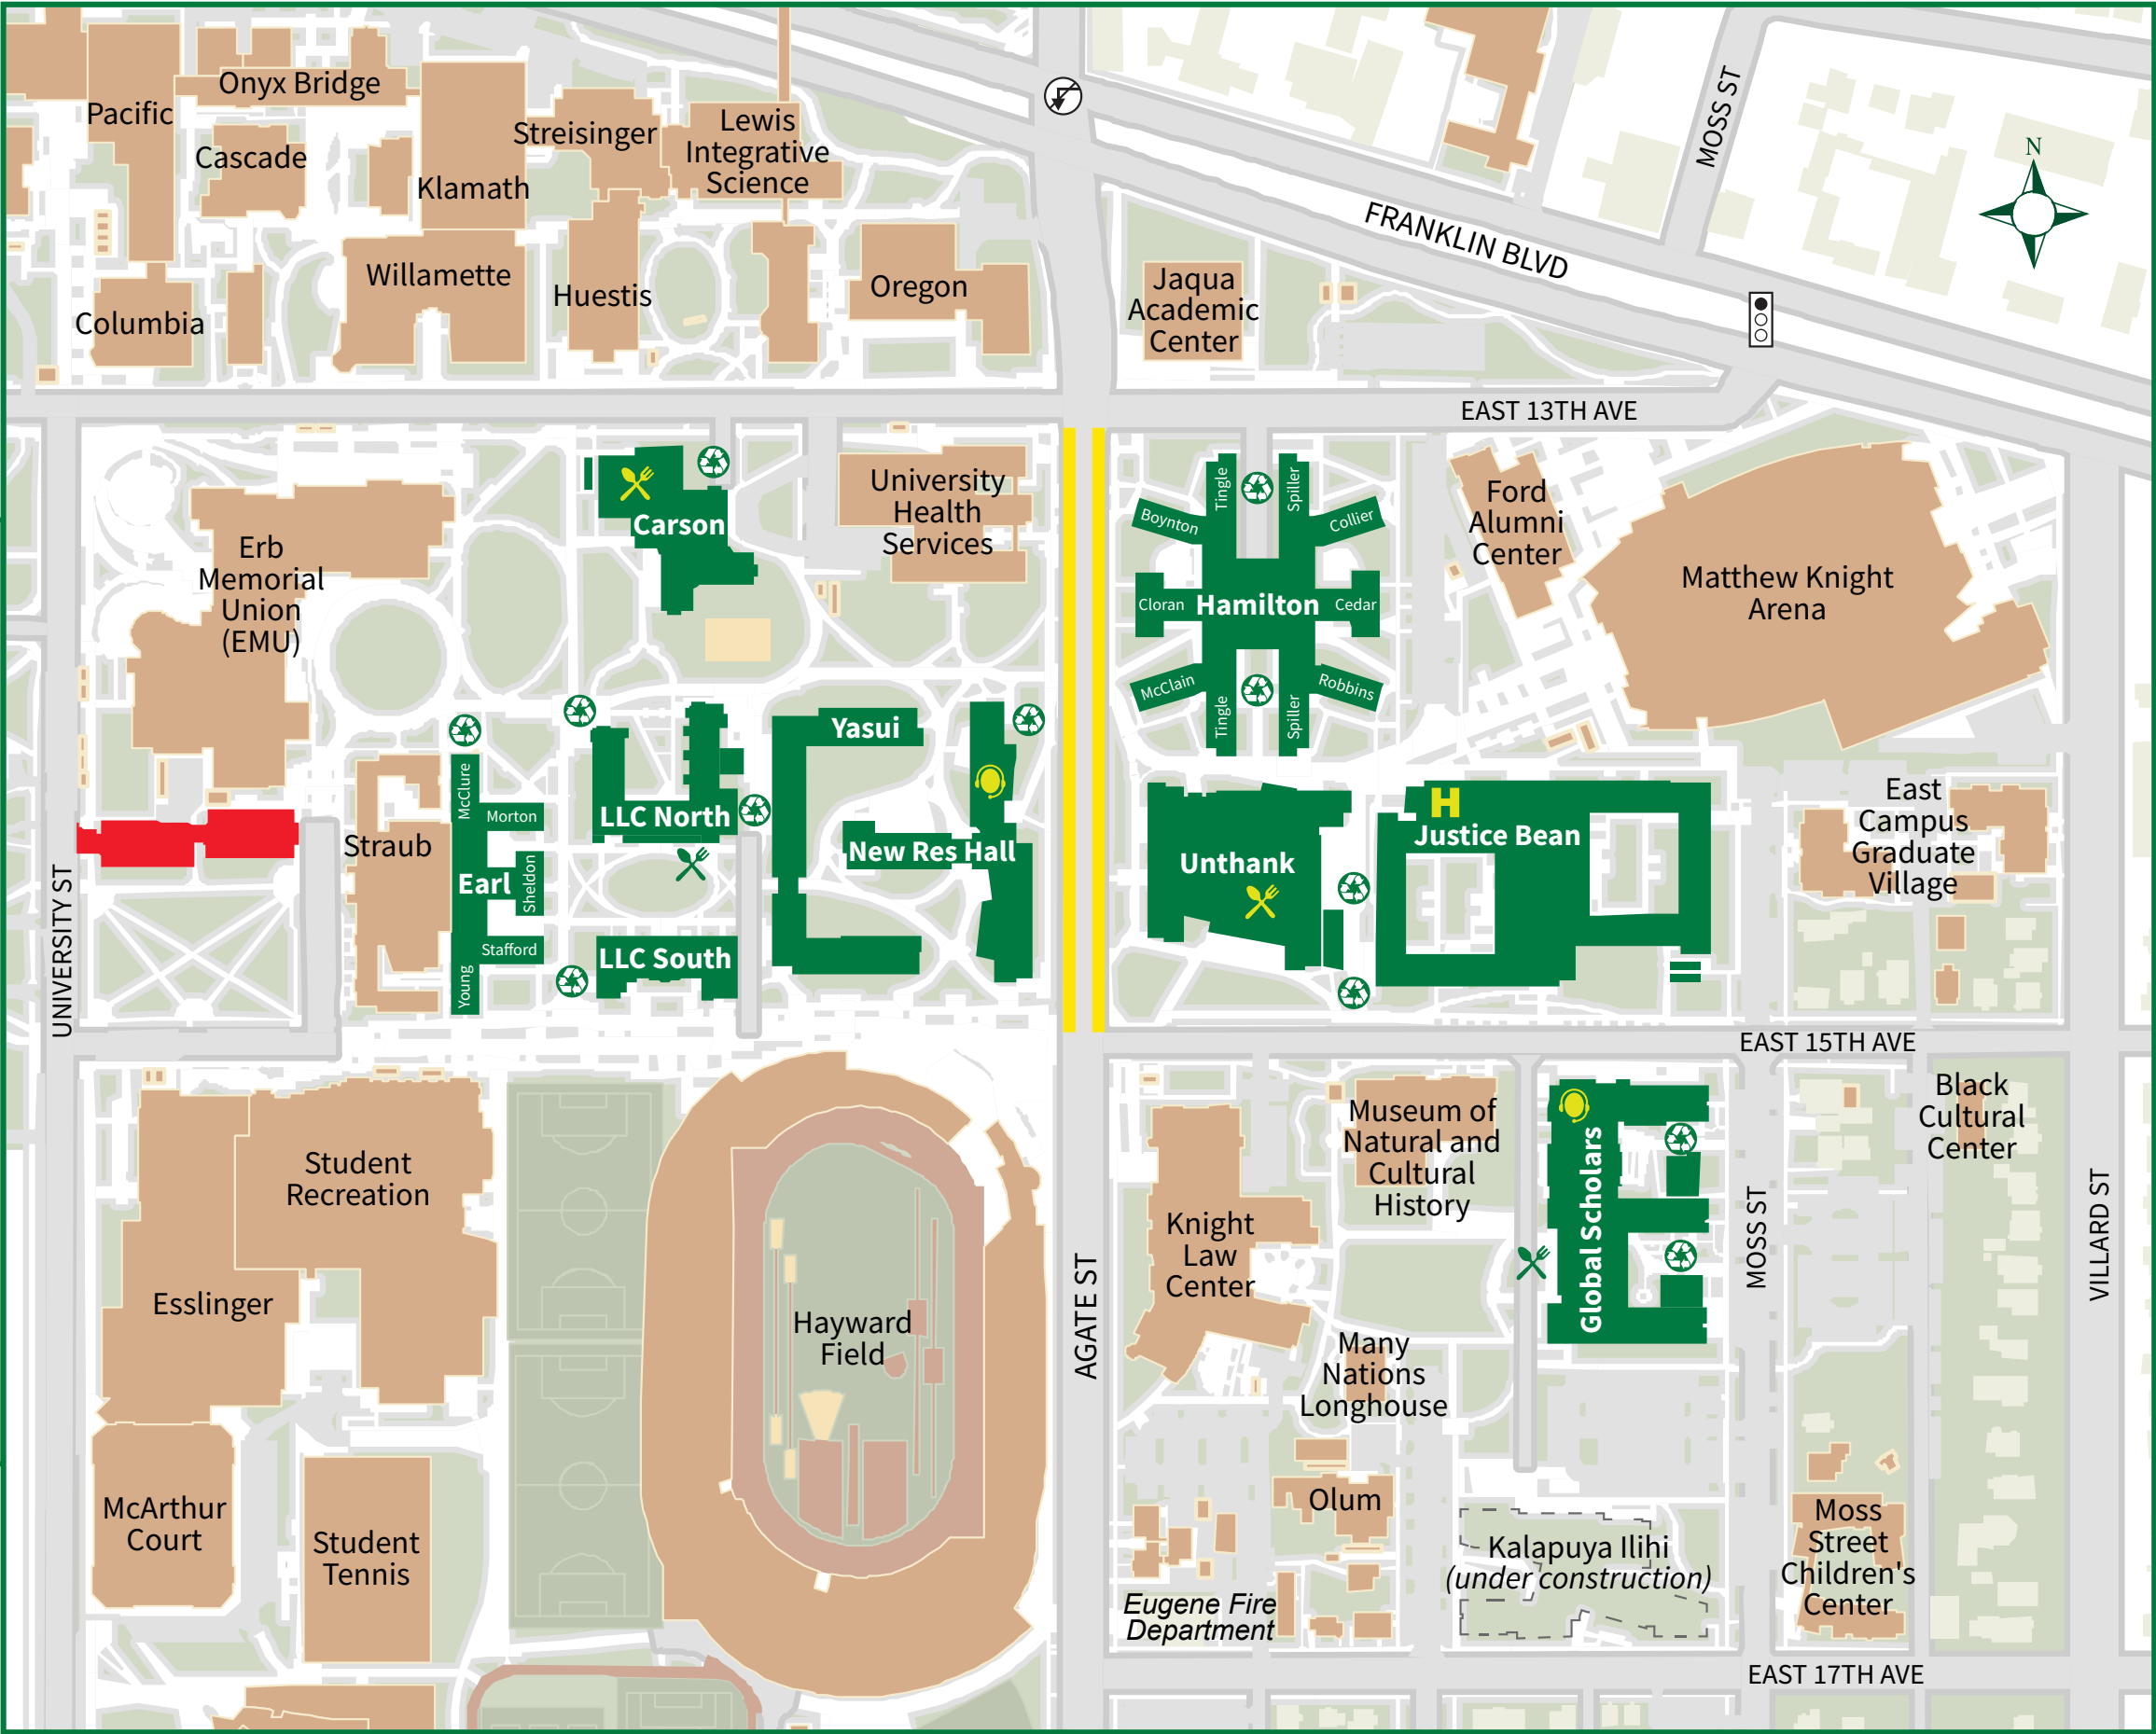 Onyx Bridge
Pacific
Cascade
Klamath
Streisinger
Lewis
Integrative
Science
Willamette
Huestis
Columbia
Oregon
Jaqua
Academic
Center
FRANKLIN BLVD
MOSS ST
N
EAST 13TH AVE
Carson
University
Health
Services
Erb
Memorial
Union
(EMU)
Tingle
Spiller
Boynton
Collier
Cloran
Hamilton
Cedar
McClain
Robbins
Tingle
Spiller
Ford
Alumni
Center
Matthew Knight
Arena
Yasui
McClure
Morton
LLC North
Straub
New Res Hall
Earl
Sheldon
Stafford
Young
LLC South
Unthank
H
Justice Bean
East
Campus
Graduate
Village
UNIVERSITY ST
EAST 15TH AVE
Student
Recreation
Esslinger
Hayward
Field
AGATE ST
Museum of
Natural and
Cultural
History
Knight
Law
Center
Global Scholars
MOSS ST
Black
Cultural
Center
VILLARD ST
Many
Nations
Longhouse
McArthur
Court
Student
Tennis
Olum
Kalapuya Ilihi
(under construction)
Moss
Street
Children's
Center
Eugene Fire
Department
EAST 17TH AVE